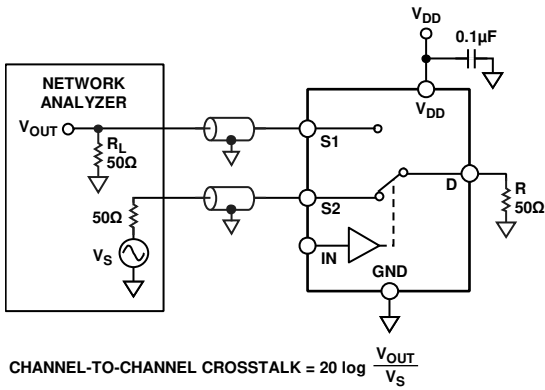 V_DD
0.1µF
NETWORK
ANALYZER
V_OUT
R_L
50Ω
V_DD
S1
D
R
50Ω
50Ω
S2
V_S
IN
GND
CHANNEL-TO-CHANNEL CROSSTALK = 20 log V_OUT / V_S